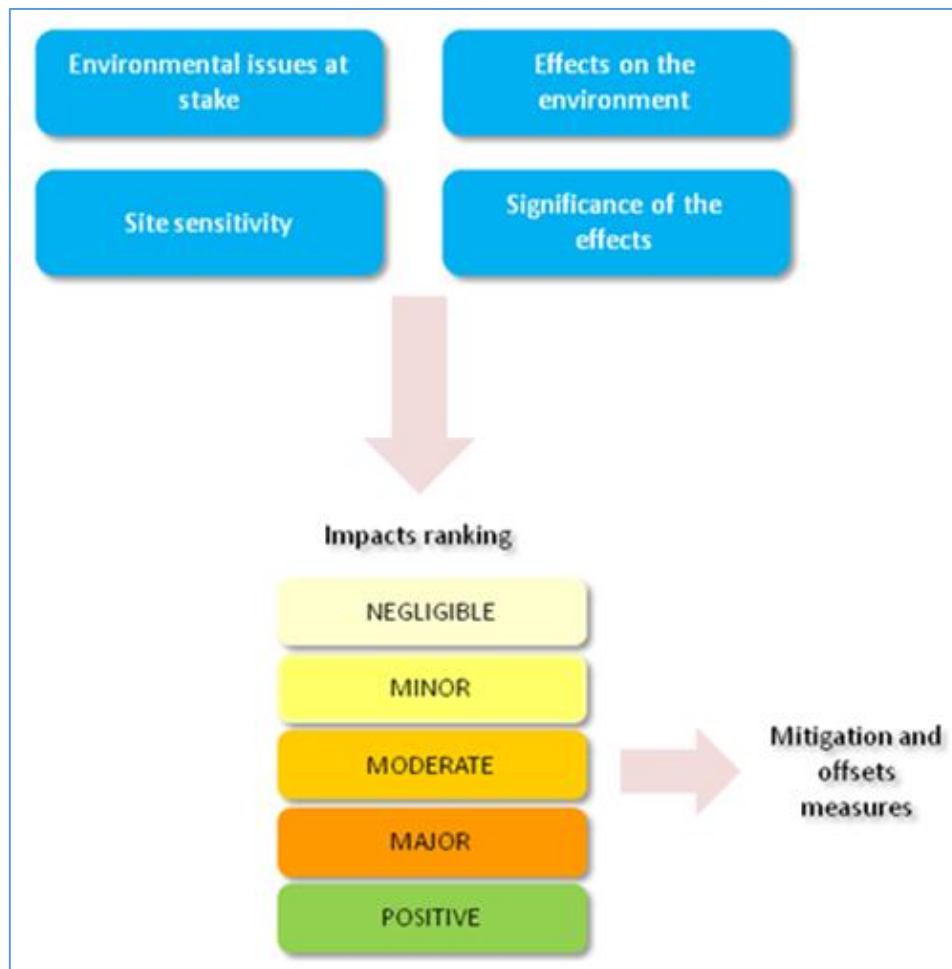 Environmental issues at
stake
Effects on the
environment
Site sensitivity
Significance of the
effects
Impacts ranking
NEGLIGIBLE
MINOR
MODERATE
MAJOR
POSITIVE
Mitigation and
offsets
measures